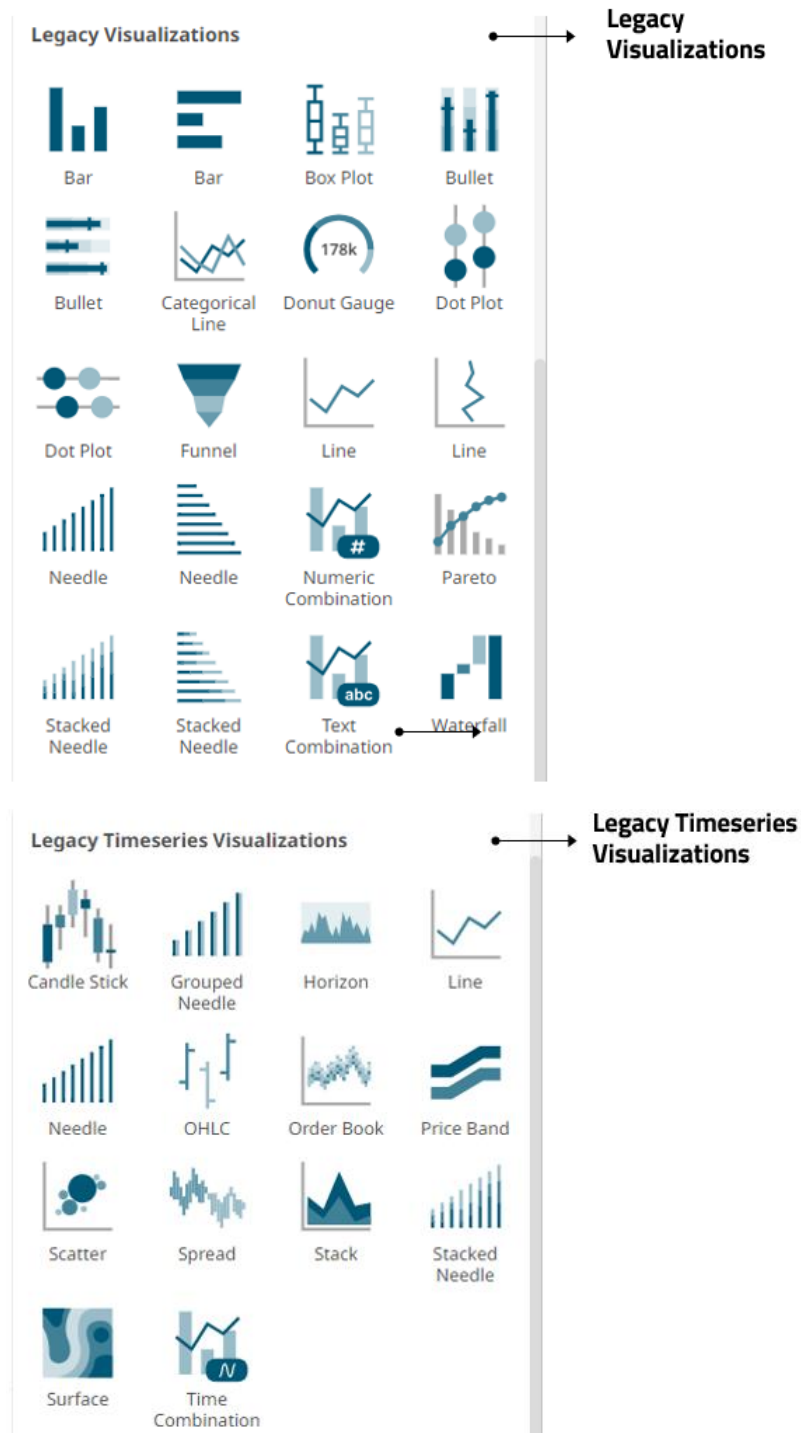 Legacy Visualizations
Legacy
Visualizations
Bar
Bar
Box Plot
Bullet
178k
Bullet
Categorical
Line
Donut Gauge
Dot Plot
Dot Plot
Funnel
Line
Line
#
Needle
Needle
Numeric
Combination
Pareto
abc
Stacked
Needle
Stacked
Needle
Text
Combination
Waterfall
Legacy Timeseries Visualizations
Legacy Timeseries
Visualizations
Candle Stick
Grouped
Needle
Horizon
Line
Needle
OHLC
Order Book
Price Band
Scatter
Spread
Stack
Stacked
Needle
Surface
Time
Combination